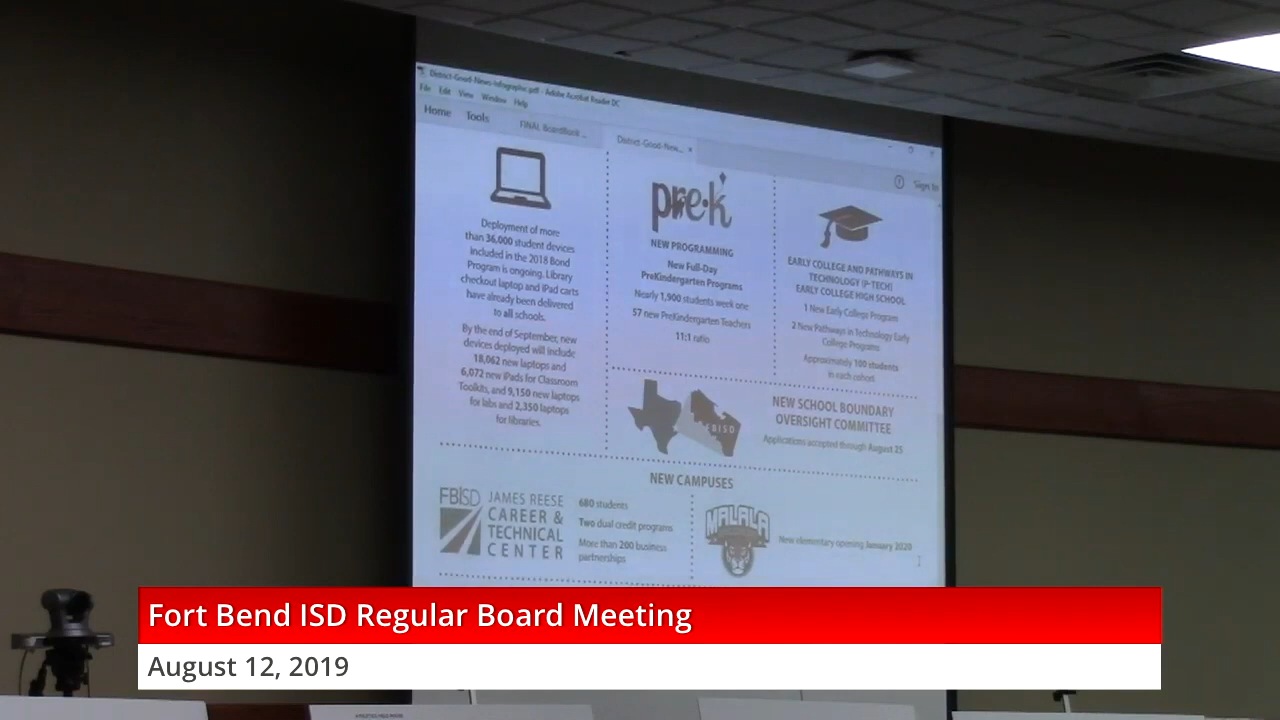 District-Good-News-Infographic.pdf - Adobe Acrobat Reader DC
File Edit View Window Help
Home Tools
FINAL BoardBook ...
District-Good-New...
Sign In
Deployment of more
than 36,000 student devices
included in the 2018 Bond
Program is ongoing. Library
checkout laptop and iPad carts
have already been delivered
to all schools.
By the end of September, new
devices deployed will include
18,062 new laptops and
6,072 new iPads for Classroom
Toolkits, and 9,150 new laptops
for labs and 2,350 laptops
for libraries.
pre-k
NEW PROGRAMMING
New Full-Day
PreKindergarten Programs
Nearly 1,900 students week one
57 new PreKindergarten Teachers
11:1 ratio
EARLY COLLEGE AND PATHWAYS IN
TECHNOLOGY (P-TECH)
EARLY COLLEGE HIGH SCHOOL
1 New Early College Program
2 New Pathways in Technology Early
College Programs
Approximately 100 students
in each cohort
FBISD
NEW SCHOOL BOUNDARY
OVERSIGHT COMMITTEE
Applications accepted through August 25
NEW CAMPUSES
FBISD
JAMES REESE
CAREER &
TECHNICAL
CENTER
680 students
Two dual credit programs
More than 200 business
partnerships
MALALA
New elementary opening January 2020
Fort Bend ISD Regular Board Meeting
August 12, 2019